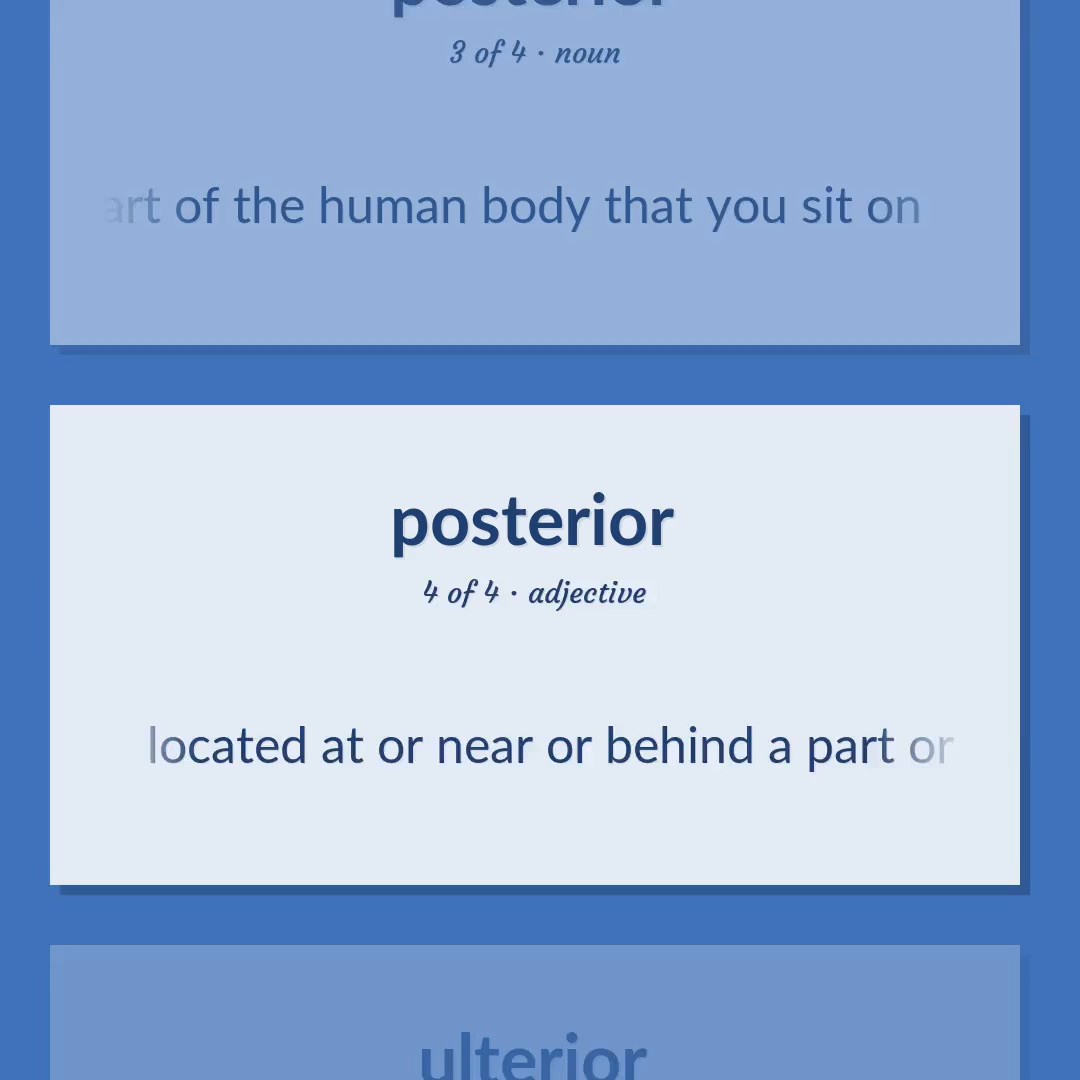 posterior
3 of 4 · noun
art of the human body that you sit on
posterior
4 of 4 · adjective
located at or near or behind a part or
ulterior